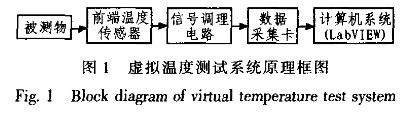 被测物
前端温度
传感器
信号调理
电路
数据
采集卡
计算机系统
(LabVIEW)
图1 虚拟温度测试系统原理框图
Fig. 1 Block diagram of virtual temperature test system